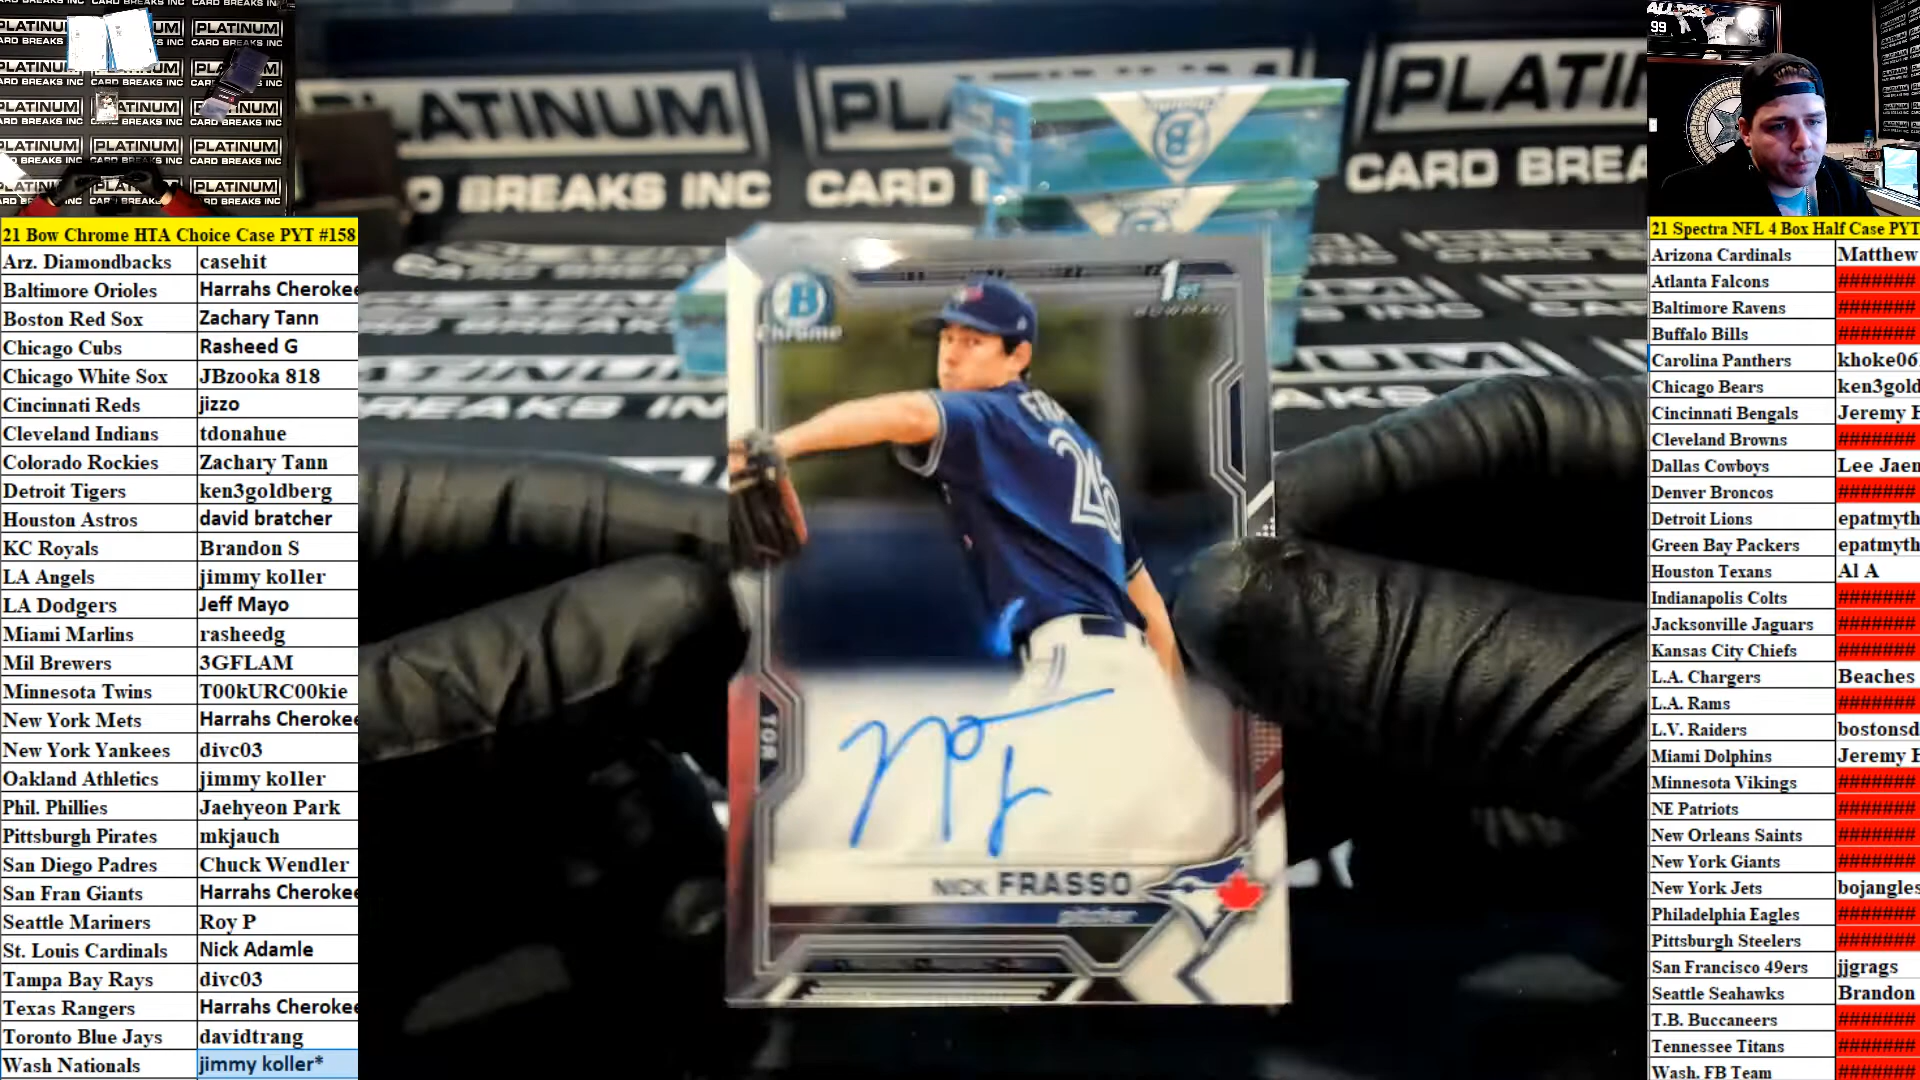 21 Bow Chrome HTA Choice Case PYT #158
Arz. Diamondbacks casehit
Baltimore Orioles Harrahs Cherokee
Boston Red Sox Zachary Tann
Chicago Cubs Rasheed G
Chicago White Sox JBzooka 818
Cincinnati Reds jizzo
Cleveland Indians tdonahue
Colorado Rockies Zachary Tann
Detroit Tigers ken3goldberg
Houston Astros david bratcher
KC Royals Brandon S
LA Angels jimmy koller
LA Dodgers Jeff Mayo
Miami Marlins rasheedg
Mil Brewers 3GFLAM
Minnesota Twins T00kURC00kie
New York Mets Harrahs Cherokee
New York Yankees divc03
Oakland Athletics jimmy koller
Phil. Phillies Jaehyeon Park
Pittsburgh Pirates mkjauch
San Diego Padres Chuck Wendler
San Fran Giants Harrahs Cherokee
Seattle Mariners Roy P
St. Louis Cardinals Nick Adamle
Tampa Bay Rays divc03
Texas Rangers Harrahs Cherokee
Toronto Blue Jays davidtrang
Wash Nationals jimmy koller*
PLATINUM
CARD BREAKS INC
B
Chrome
1ST
BOWMAN
26
TOR
NICK FRASSO
pitcher
99
21 Spectra NFL 4 Box Half Case PYT
Arizona Cardinals Matthew
Atlanta Falcons #######
Baltimore Ravens #######
Buffalo Bills #######
Carolina Panthers khoke06
Chicago Bears ken3gold
Cincinnati Bengals Jeremy
Cleveland Browns #######
Dallas Cowboys Lee Jaen
Denver Broncos #######
Detroit Lions epatmyth
Green Bay Packers epatmyth
Houston Texans Al A
Indianapolis Colts #######
Jacksonville Jaguars #######
Kansas City Chiefs #######
L.A. Chargers Beaches
L.A. Rams #######
L.V. Raiders bostonsd
Miami Dolphins Jeremy
Minnesota Vikings #######
NE Patriots #######
New Orleans Saints #######
New York Giants #######
New York Jets bojangles
Philadelphia Eagles #######
Pittsburgh Steelers #######
San Francisco 49ers jjgrags
Seattle Seahawks Brandon
T.B. Buccaneers #######
Tennessee Titans #######
Wash. FB Team #######